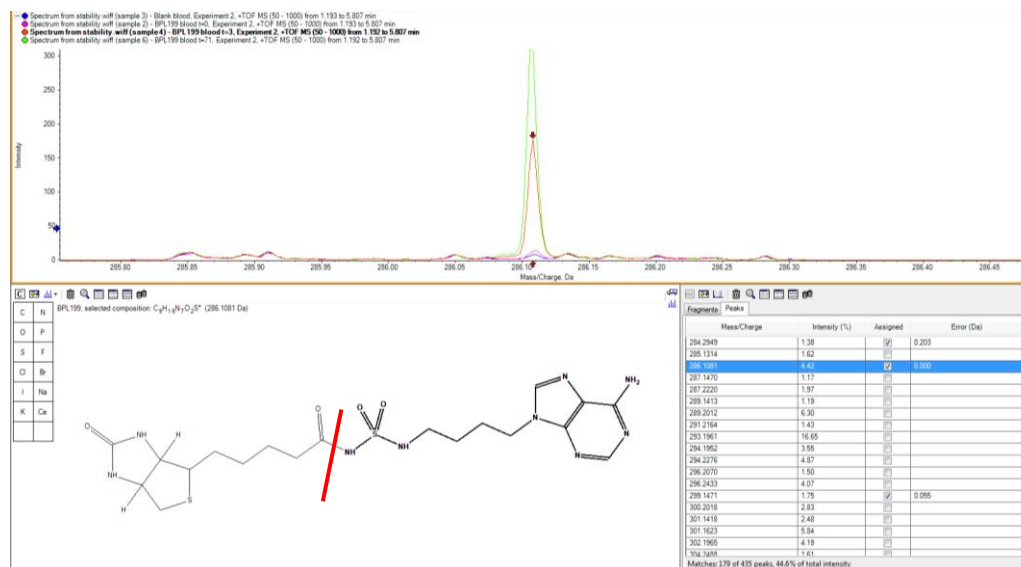 Spectrum from stability.wiff (sample 3) - Blank blood, Experiment 2, +TOF MS (50 - 1000) from 1.193 to 5.807 min
Spectrum from stability.wiff (sample 2) - BPL199 blood t=0, Experiment 2, +TOF MS (50 - 1000) from 1.193 to 5.807 min
Spectrum from stability.wiff (sample 4) - BPL199 blood t=3, Experiment 2, +TOF MS (50 - 1000) from 1.192 to 5.807 min
Spectrum from stability.wiff (sample 6) - BPL199 blood t=71, Experiment 2, +TOF MS (50 - 1000) from 1.192 to 5.807 min
300
250
200
150
100
50
0
Intensity
285.80 285.85 285.90 285.95 286.00 286.05 286.10 286.15 286.20 286.25 286.30 286.35 286.40 286.45
Mass/Charge, Da
C N
O P
S F
Cl Br
I Na
K Ca
BPL199, selected composition: C9H16N7O2S+ (286.1081 Da)
O
NH
H
NH
H
S
O
NH
O
S
O
NH
N
N
N
N
NH2
Fragments Peaks
Mass/Charge Intensity (%) Assigned Error (Da)
284.2949 1.38 0.203
285.1314 1.62
286.1081 4.42 0.000
287.1470 1.17
287.2220 1.97
289.1413 1.19
289.2012 6.30
291.2164 1.43
293.1961 16.65
294.1952 3.55
294.2276 4.87
296.2070 1.50
296.2433 4.07
299.1471 1.75 0.055
300.2018 2.83
301.1418 2.48
301.1623 5.84
302.1965 4.19
304.2488 1.61
Matches: 179 of 435 peaks, 44.6% of total intensity